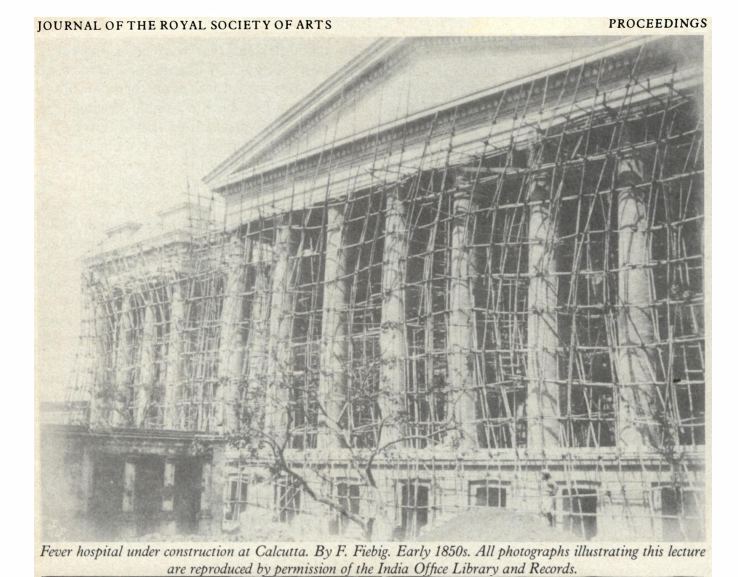 JOURNAL OF THE ROYAL SOCIETY OF ARTS PROCEEDINGS
Fever hospital under construction at Calcutta. By F. Fiebig. Early 1850s. All photographs illustrating this lecture
are reproduced by permission of the India Office Library and Records.